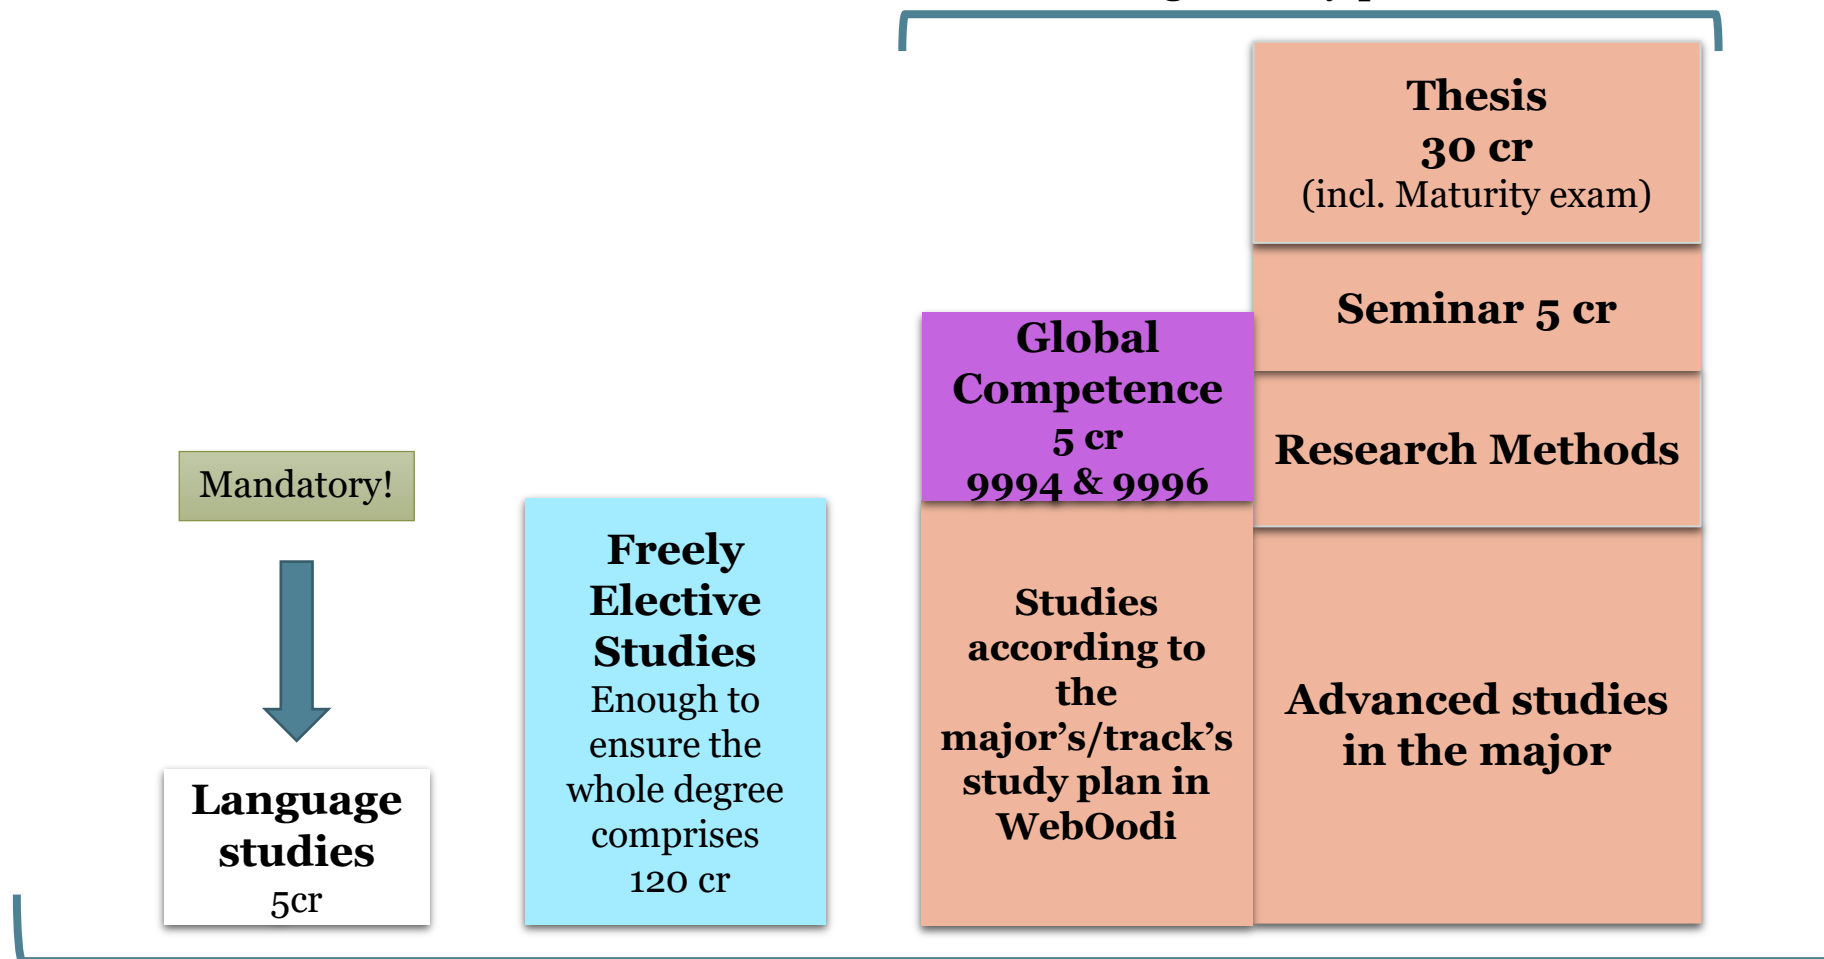 Thesis
30 cr
(incl. Maturity exam)
Seminar 5 cr
Global
Competence
5 cr
9994 & 9996
Research Methods
Mandatory!
Freely
Elective
Studies
Enough to
ensure the
whole degree
comprises
120 cr
Studies
according to
the
major’s/track’s
study plan in
WebOodi
Advanced studies
in the major
Language
studies
5cr